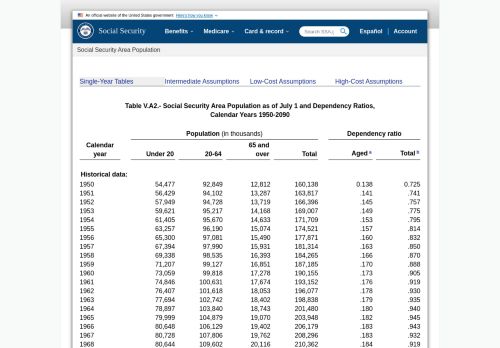 An official website of the United States government Here's how you know
Social Security Benefits Medicare Card & record Search SSA.g Español Account
Social Security Area Population
Single-Year Tables Intermediate Assumptions Low-Cost Assumptions High-Cost Assumptions
Table V.A2.- Social Security Area Population as of July 1 and Dependency Ratios,
Calendar Years 1950-2090
Population (in thousands) Dependency ratio
Calendar year Under 20 20-64 65 and over Total Aged a Total b
Historical data:
1950 54,477 92,849 12,812 160,138 0.138 0.725
1951 56,429 94,102 13,287 163,817 .141 .741
1952 57,949 94,728 13,719 166,396 .145 .757
1953 59,621 95,217 14,168 169,007 .149 .775
1954 61,405 95,670 14,633 171,709 .153 .795
1955 63,257 96,190 15,074 174,521 .157 .814
1956 65,300 97,081 15,490 177,871 .160 .832
1957 67,394 97,990 15,931 181,314 .163 .850
1958 69,338 98,535 16,393 184,265 .166 .870
1959 71,207 99,127 16,851 187,185 .170 .888
1960 73,059 99,818 17,278 190,155 .173 .905
1961 74,846 100,631 17,674 193,152 .176 .919
1962 76,407 101,618 18,053 196,077 .178 .930
1963 77,694 102,742 18,402 198,838 .179 .935
1964 78,897 103,840 18,743 201,480 .180 .940
1965 79,999 104,879 19,070 203,948 .182 .945
1966 80,648 106,129 19,402 206,179 .183 .943
1967 80,728 107,806 19,762 208,296 .183 .932
1968 80,644 109,602 20,116 210,362 .184 .919